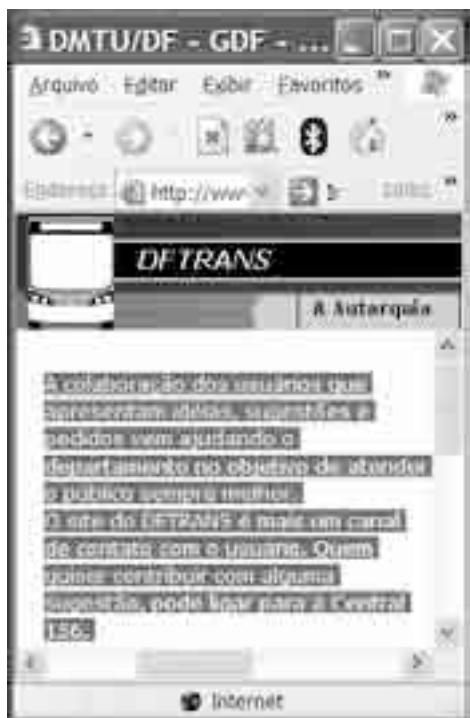 DMTU/DF - GDF - ...
Arquivo Editar Exibir Favoritos »
»
Endereço http://www Links »
DFTRANS
A Autarquia
A colaboração dos usuários que
apresentam idéias, sugestões e
pedidos vem ajudando o
departamento no objetivo de atender
o público sempre melhor.
O site do DFTRANS é mais um canal
de contato com o usuário. Quem
quiser contribuir com alguma
sugestão, pode ligar para a Central
156.
Internet